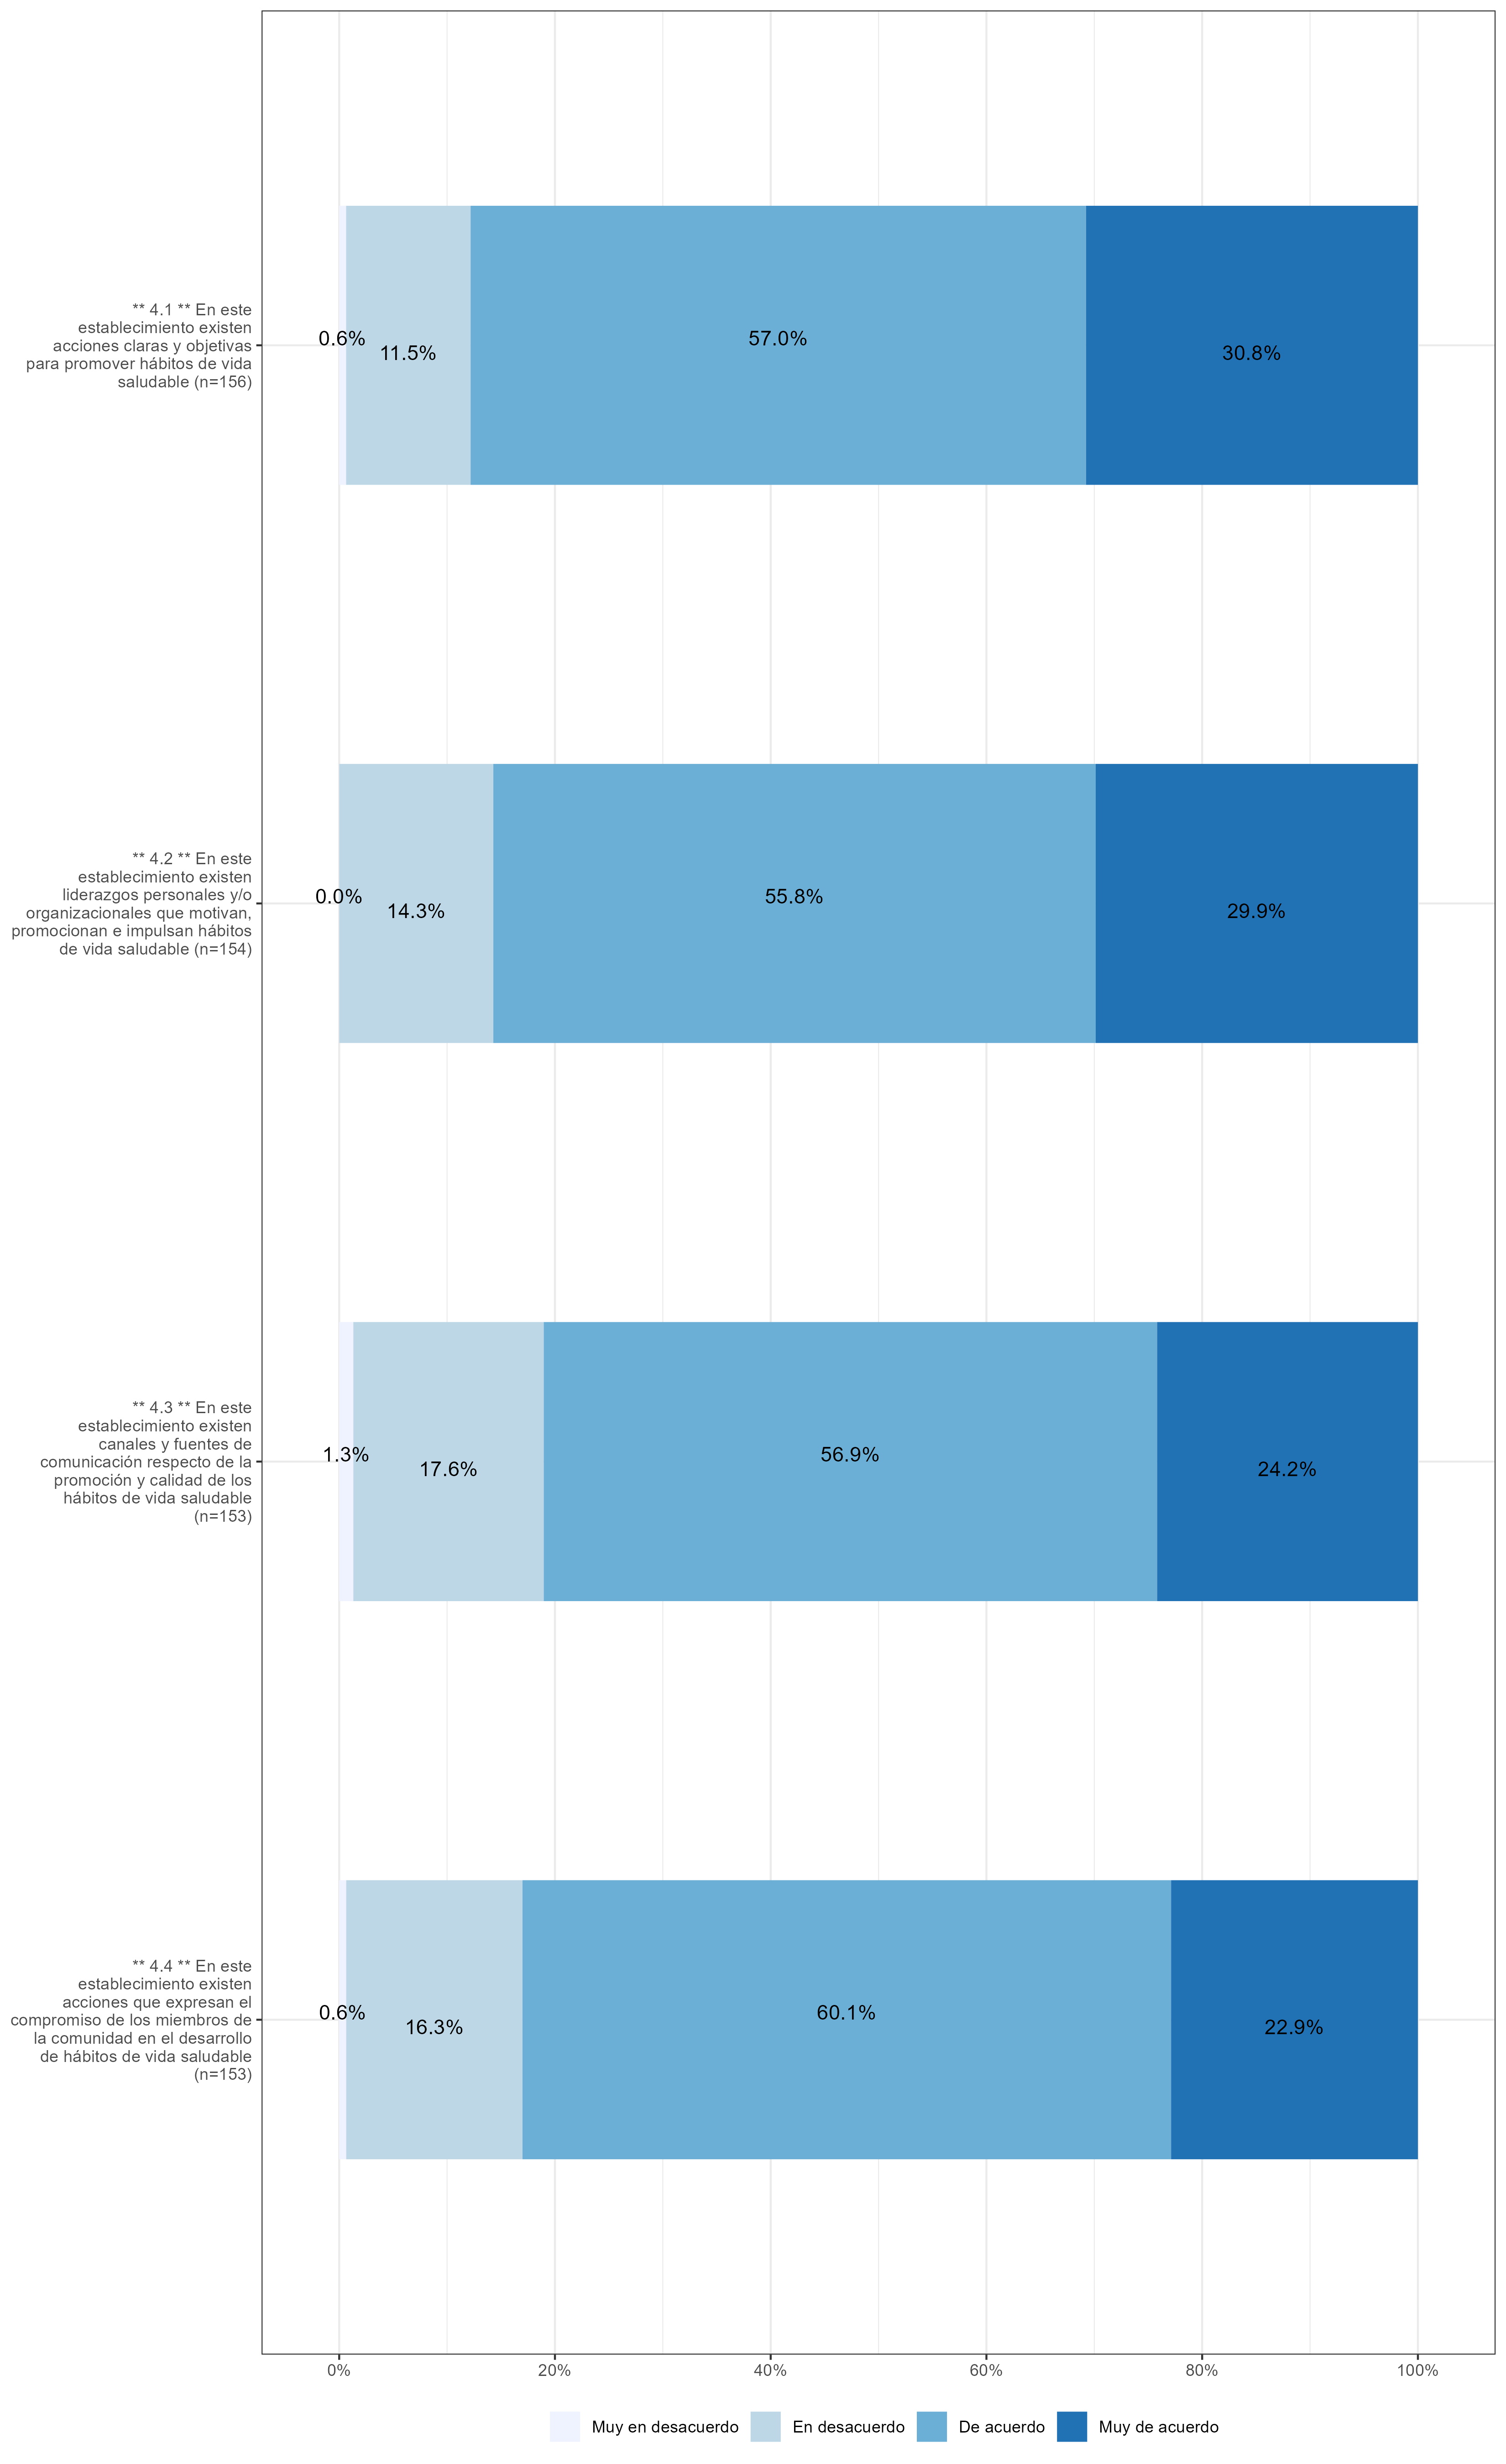 ** 4.1 ** En este
establecimiento existen
acciones claras y objetivas
para promover hábitos de vida
saludable (n=156)
0.6%
11.5%
57.0%
30.8%
** 4.2 ** En este
establecimiento existen
liderazgos personales y/o
organizacionales que motivan,
promocionan e impulsan hábitos
de vida saludable (n=154)
0.0%
14.3%
55.8%
29.9%
** 4.3 ** En este
establecimiento existen
canales y fuentes de
comunicación respecto de la
promoción y calidad de los
hábitos de vida saludable
(n=153)
1.3%
17.6%
56.9%
24.2%
** 4.4 ** En este
establecimiento existen
acciones que expresan el
compromiso de los miembros de
la comunidad en el desarrollo
de hábitos de vida saludable
(n=153)
0.6%
16.3%
60.1%
22.9%
0% 20% 40% 60% 80% 100%
Muy en desacuerdo En desacuerdo De acuerdo Muy de acuerdo